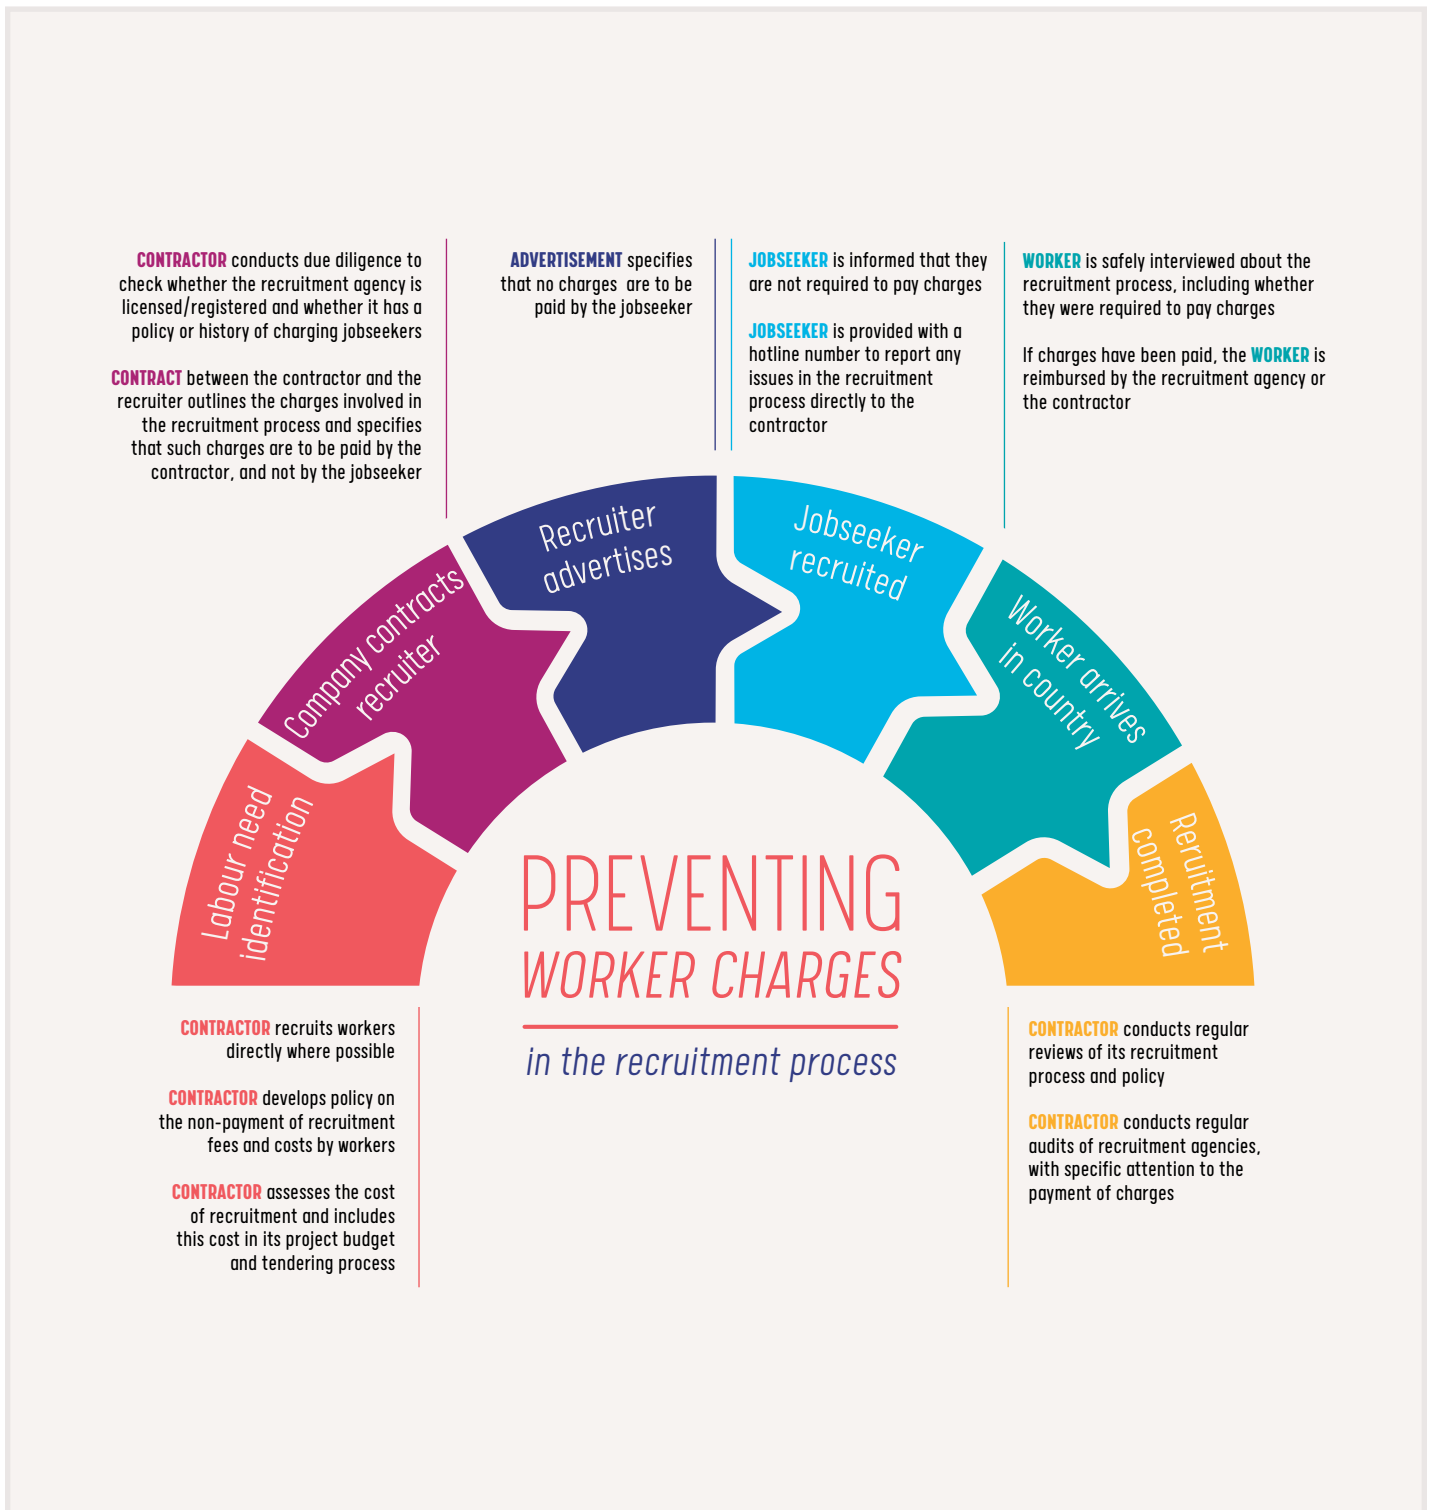 CONTRACTOR conducts due diligence to
check whether the recruitment agency is
licensed/registered and whether it has a
policy or history of charging jobseekers
CONTRACT between the contractor and the
recruiter outlines the charges involved in
the recruitment process and specifies
that such charges are to be paid by the
contractor, and not by the jobseeker
ADVERTISEMENT specifies
that no charges are to be
paid by the jobseeker
JOBSEEKER is informed that they
are not required to pay charges
JOBSEEKER is provided with a
hotline number to report any
issues in the recruitment
process directly to the
contractor
WORKER is safely interviewed about the
recruitment process, including whether
they were required to pay charges
If charges have been paid, the WORKER is
reimbursed by the recruitment agency or
the contractor
Labour need
identification
Company contracts
recruiter
Recruiter
advertises
Jobseeker
recruited
Worker arrives
in country
Reruitment
completed
PREVENTING
WORKER CHARGES
in the recruitment process
CONTRACTOR recruits workers
directly where possible
CONTRACTOR develops policy on
the non-payment of recruitment
fees and costs by workers
CONTRACTOR assesses the cost
of recruitment and includes
this cost in its project budget
and tendering process
CONTRACTOR conducts regular
reviews of its recruitment
process and policy
CONTRACTOR conducts regular
audits of recruitment agencies,
with specific attention to the
payment of charges